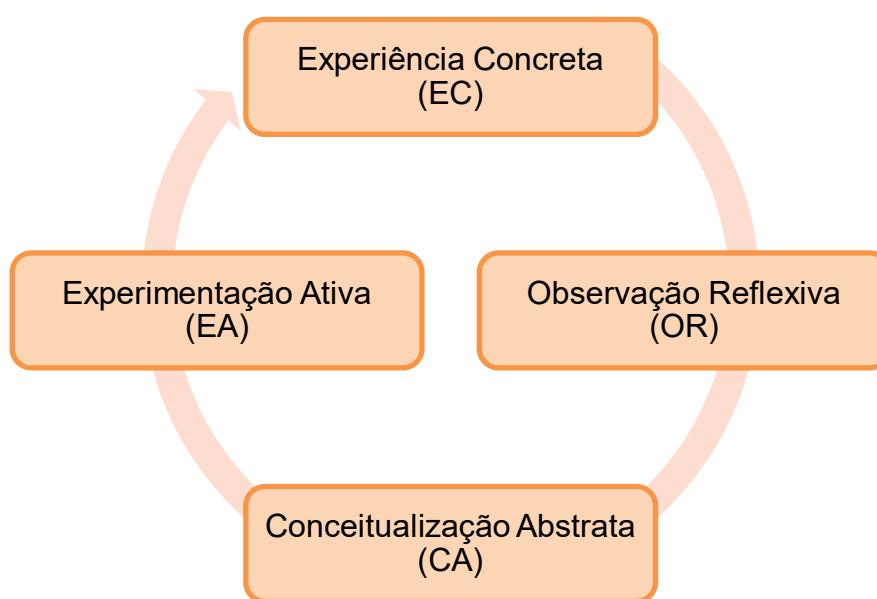 Experiência Concreta
(EC)
Experimentação Ativa
(EA)
Observação Reflexiva
(OR)
Conceitualização Abstrata
(CA)